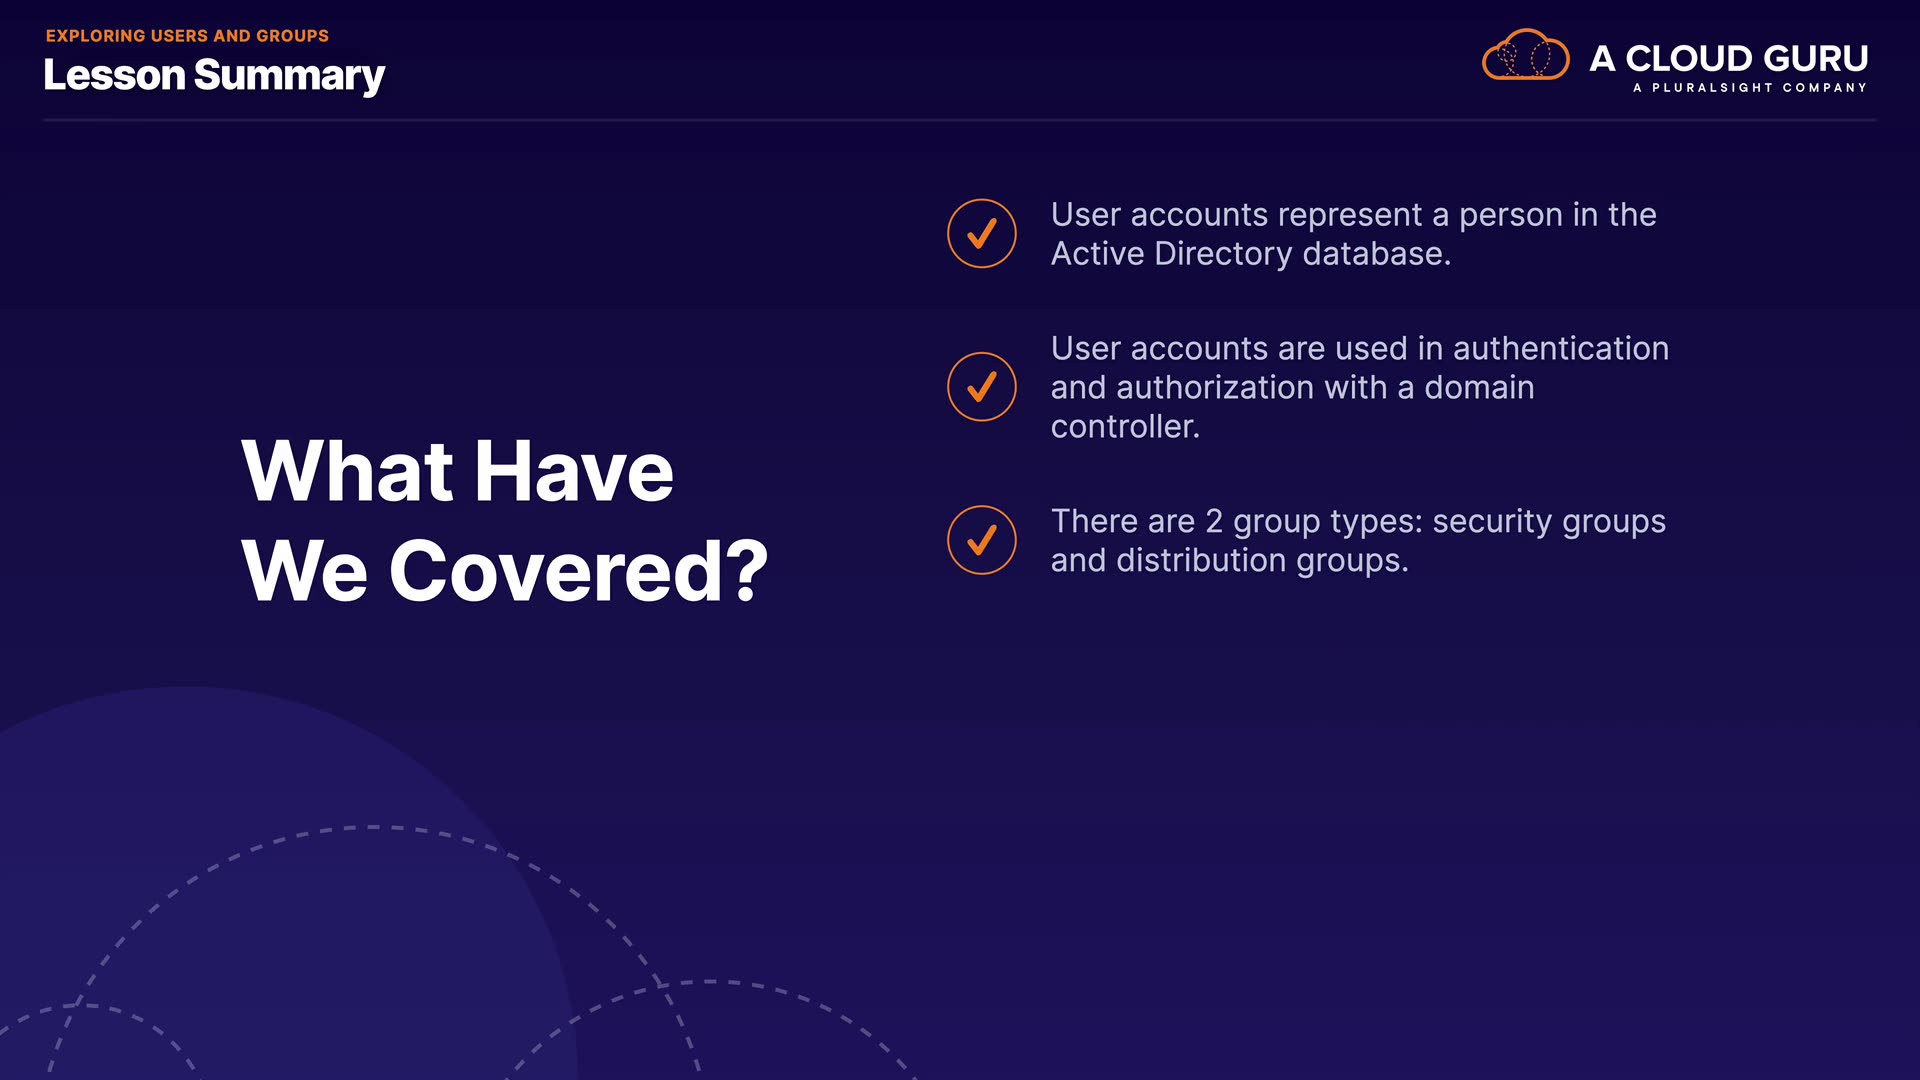 EXPLORING USERS AND GROUPS
Lesson Summary
A CLOUD GURU
A PLURALSIGHT COMPANY
What Have
We Covered?
User accounts represent a person in the
Active Directory database.
User accounts are used in authentication
and authorization with a domain
controller.
There are 2 group types: security groups
and distribution groups.